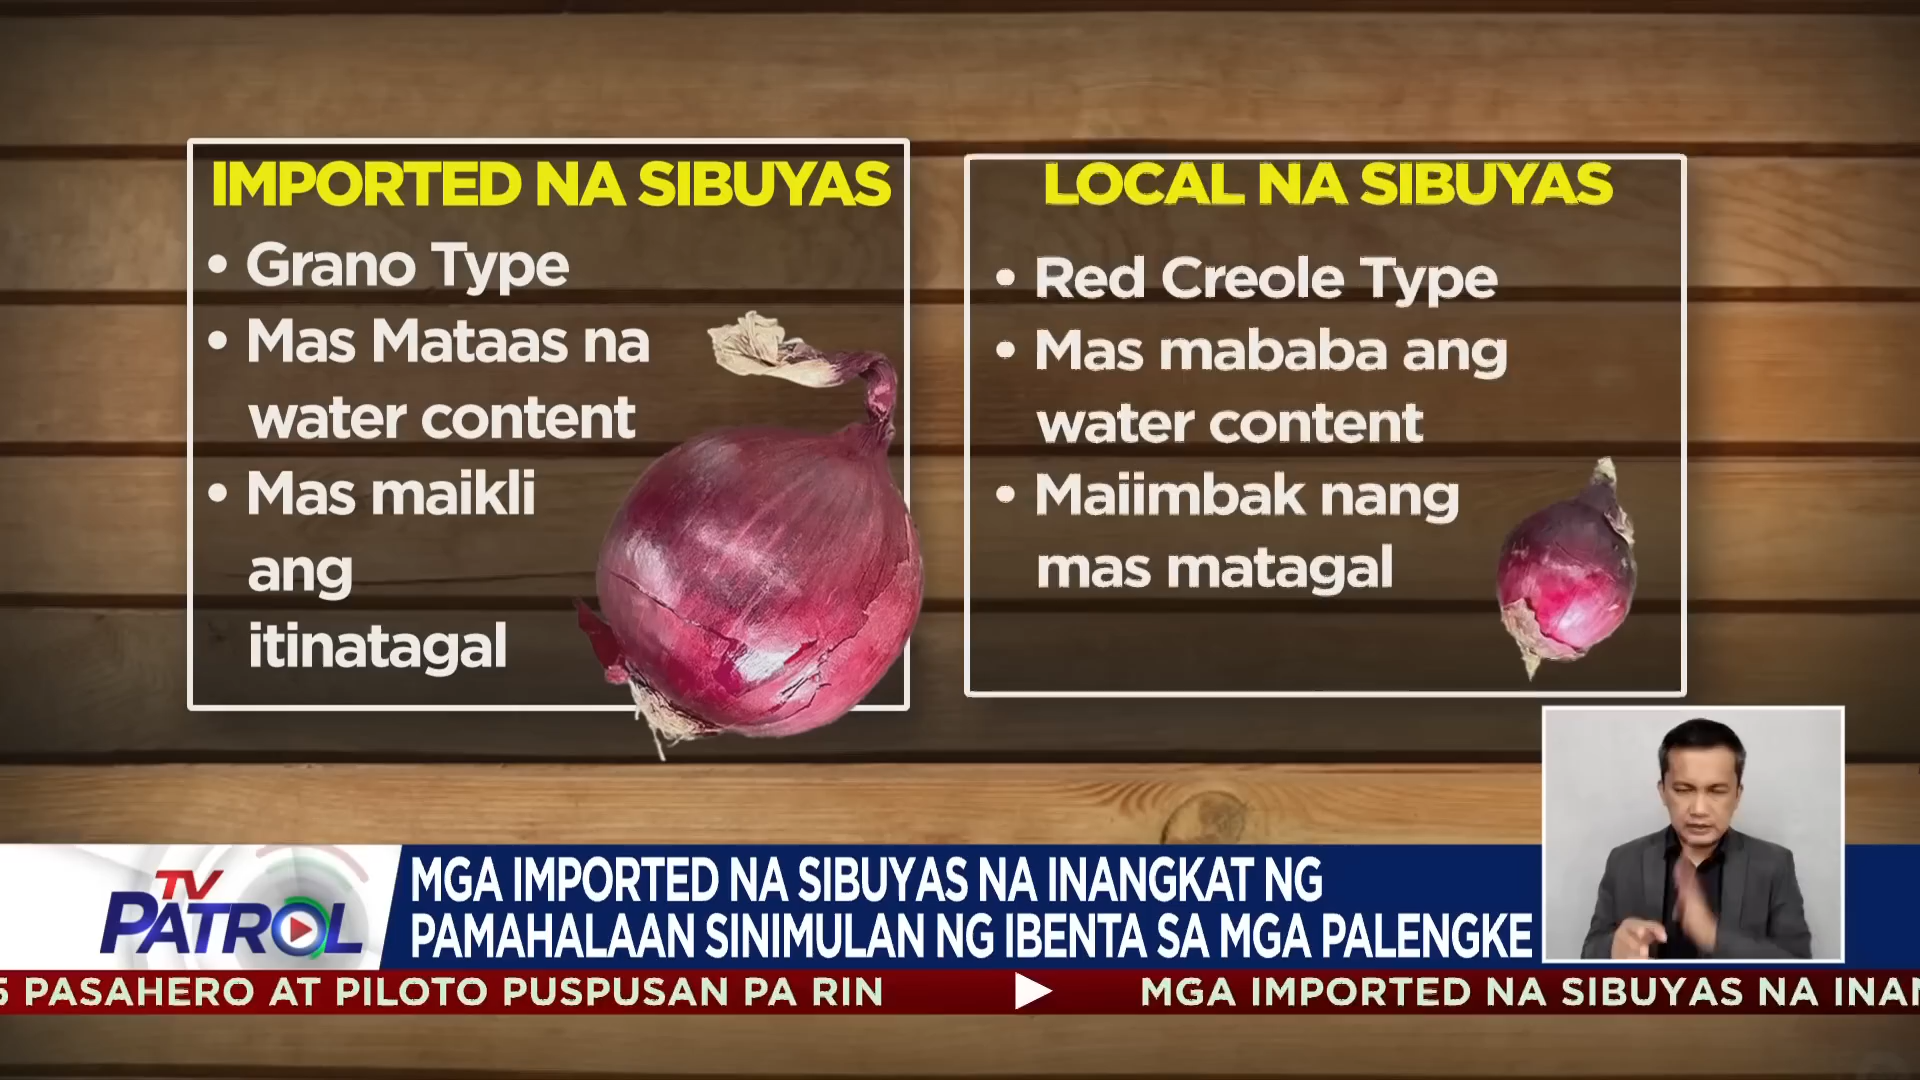 IMPORTED NA SIBUYAS
• Grano Type
• Mas Mataas na
water content
• Mas maikli
ang
itinatagal
LOCAL NA SIBUYAS
• Red Creole Type
• Mas mababa ang
water content
• Maiimbak nang
mas matagal
TV
PATROL
MGA IMPORTED NA SIBUYAS NA INANGKAT NG
PAMAHALAAN SINIMULAN NG IBENTA SA MGA PALENGKE
5 PASAHERO AT PILOTO PUSPUSAN PA RIN
MGA IMPORTED NA SIBUYAS NA INAN